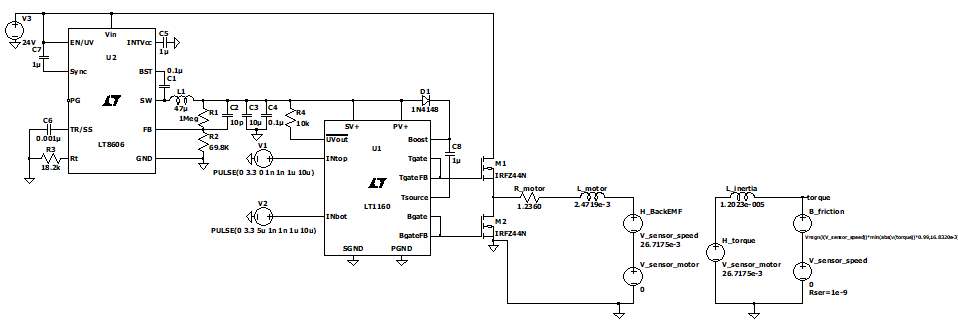 V3
24V
C7
1µ
Vin
EN/UV
INTVcc
C5
1µ
U2
Sync
BST
0.1µ
C1
PG
SW
L1
47µ
R1
1Meg
C2
10p
C3
10µ
C4
0.1µ
R4
10k
D1
1N4148
C6
0.001µ
TR/SS
FB
LT8606
R2
69.8K
R3
18.2k
Rt
GND
5V+
PV+
UVout
U1
Boost
C8
1µ
V1
PULSE(0 3.3 0 1n 1n 1u 10u)
INtop
Tgate
TgateFB
M1
IRFZ44N
LT1160
Tsource
V2
PULSE(0 3.3 5u 1n 1n 1u 10u)
INbot
Bgate
BgateFB
M2
IRFZ44N
SGND
PGND
R_motor
1.2360
L_motor
2.4719e-3
H_BackEMF
V_sensor_speed
26.7175e-3
V_sensor_motor
0
L_inertia
1.2023e-005
torque
B_friction
H_torque
V_sensor_motor
26.7175e-3
V_sensor_speed
0
Rser=1e-9